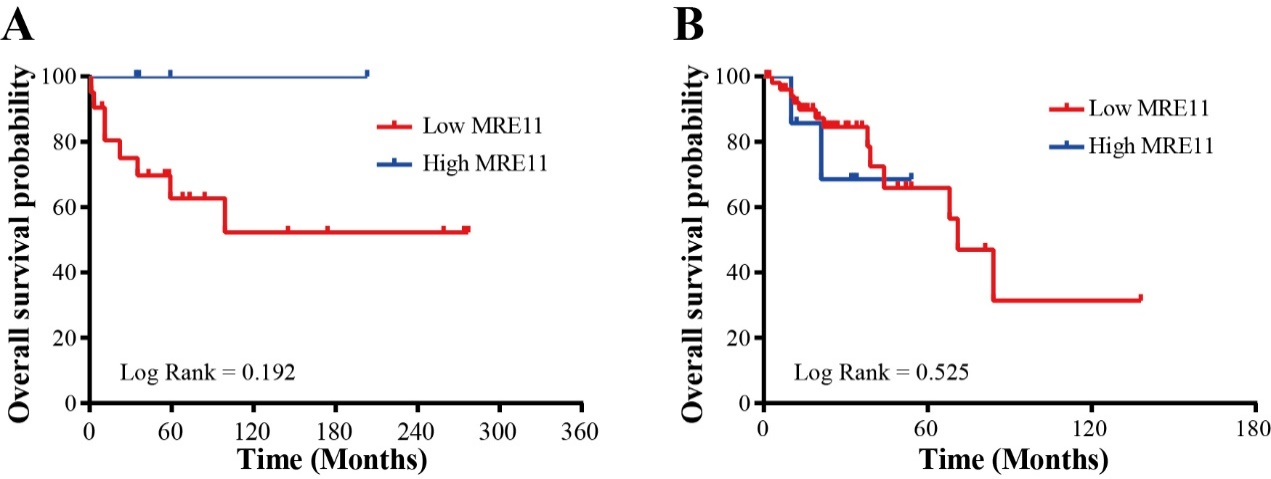 A
Overall survival probability
100
80
60
40
20
0
Low MRE11
High MRE11
Log Rank = 0.192
0 60 120 180 240 300 360
Time (Months)
B
Overall survival probability
100
80
60
40
20
0
Low MRE11
High MRE11
Log Rank = 0.525
0 60 120 180
Time (Months)